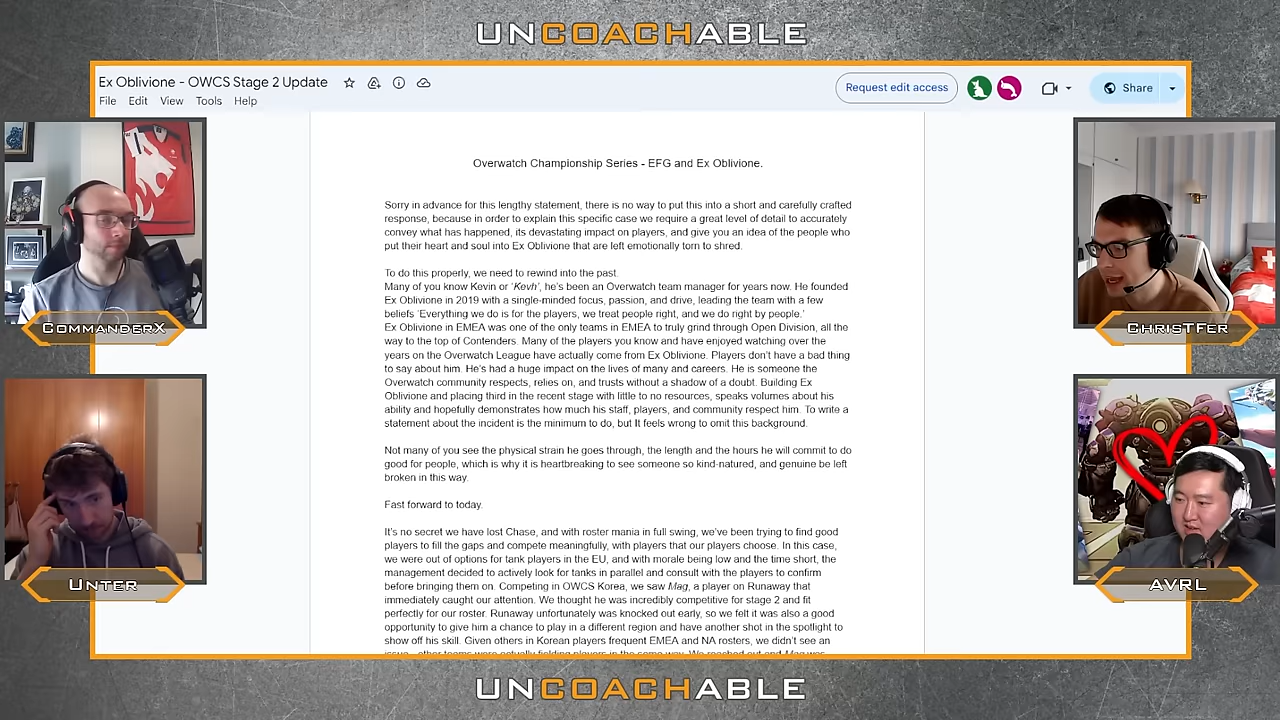 UNCOACHABLE
Ex Oblivione - OWCS Stage 2 Update
File Edit View Tools Help
Request edit access
Share
Overwatch Championship Series - EFG and Ex Oblivione.
Sorry in advance for this lengthy statement, there is no way to put this into a short and carefully crafted
response, because in order to explain this specific case we require a great level of detail to accurately
convey what has happened, its devastating impact on players, and give you an idea of the people who
put their heart and soul into Ex Oblivione that are left emotionally torn to shred.
To do this properly, we need to rewind into the past.
Many of you know Kevin or 'Kevh', he's been an Overwatch team manager for years now. He founded
Ex Oblivione in 2019 with a single-minded focus, passion, and drive, leading the team with a few
beliefs 'Everything we do is for the players, we treat people right, and we do right by people.'
Ex Oblivione in EMEA was one of the only teams in EMEA to truly grind through Open Division, all the
way to the top of Contenders. Many of the players you know and have enjoyed watching over the
years on the Overwatch League have actually come from Ex Oblivione. Players don't have a bad thing
to say about him. He's had a huge impact on the lives of many and careers. He is someone the
Overwatch community respects, relies on, and trusts without a shadow of a doubt. Building Ex
Oblivione and placing third in the recent stage with little to no resources, speaks volumes about his
ability and hopefully demonstrates how much his staff, players, and community respect him. To write a
statement about the incident is the minimum to do, but It feels wrong to omit this background.
Not many of you see the physical strain he goes through, the length and the hours he will commit to do
good for people, which is why it is heartbreaking to see someone so kind-natured, and genuine be left
broken in this way.
Fast forward to today.
It's no secret we have lost Chase, and with roster mania in full swing, we've been trying to find good
players to fill the gaps and compete meaningfully, with players that our players choose. In this case,
we were out of options for tank players in the EU, and with morale being low and the time short, the
management decided to actively look for tanks in parallel and consult with the players to confirm
before bringing them on. Competing in OWCS Korea, we saw Mag, a player on Runaway that
immediately caught our attention. We thought he was incredibly competitive for stage 2 and fit
perfectly for our roster. Runaway unfortunately was knocked out early, so we felt it was also a good
opportunity to give him a chance to play in a different region and have another shot in the spotlight to
show off his skill. Given others in Korean players frequent EMEA and NA rosters, we didn't see an
COMMANDERX
CHRISTFER
UNTER
AVRL
UNCOACHABLE